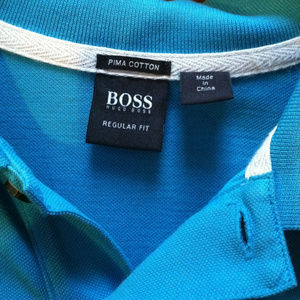 PIMA COTTON
BOSS
HUGO BOSS
REGULAR FIT
Made in
China